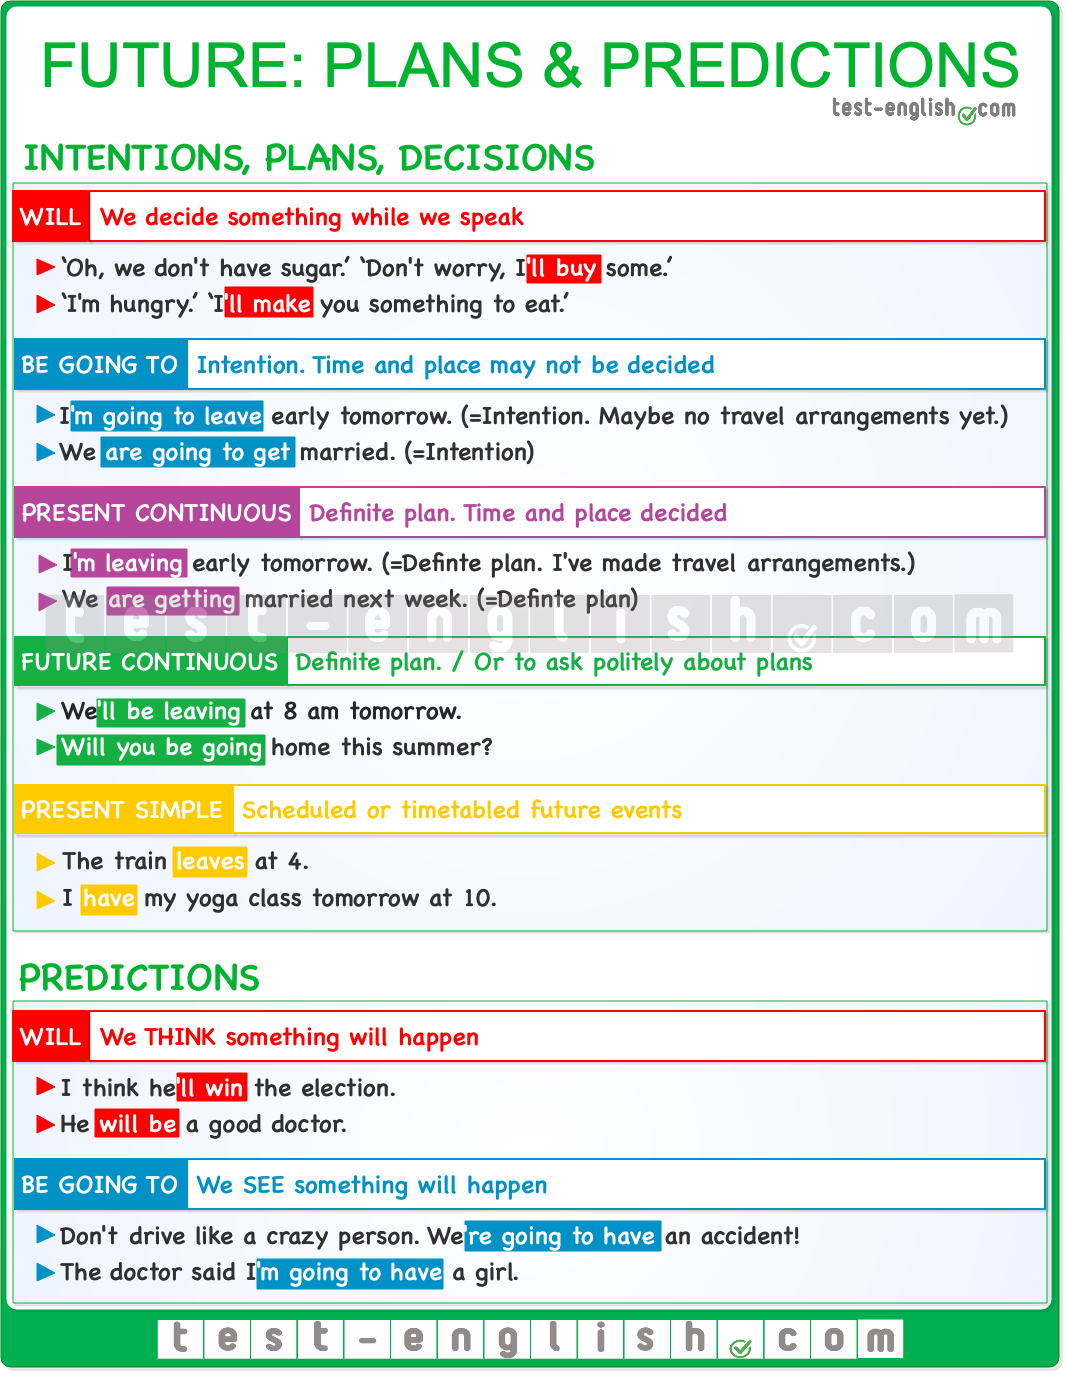 FUTURE: PLANS & PREDICTIONS
test-english.com
INTENTIONS, PLANS, DECISIONS
WILL We decide something while we speak
‘Oh, we don't have sugar.’ ‘Don't worry, I'll buy some.’
‘I'm hungry.’ ‘I'll make you something to eat.’
BE GOING TO Intention. Time and place may not be decided
I'm going to leave early tomorrow. (=Intention. Maybe no travel arrangements yet.)
We are going to get married. (=Intention)
PRESENT CONTINUOUS Definite plan. Time and place decided
I'm leaving early tomorrow. (=Definte plan. I've made travel arrangements.)
We are getting married next week. (=Definte plan)
test-english.com
FUTURE CONTINUOUS Definite plan. / Or to ask politely about plans
We'll be leaving at 8 am tomorrow.
Will you be going home this summer?
PRESENT SIMPLE Scheduled or timetabled future events
The train leaves at 4.
I have my yoga class tomorrow at 10.
PREDICTIONS
WILL We THINK something will happen
I think he'll win the election.
He will be a good doctor.
BE GOING TO We SEE something will happen
Don't drive like a crazy person. We're going to have an accident!
The doctor said I'm going to have a girl.
test-english.com